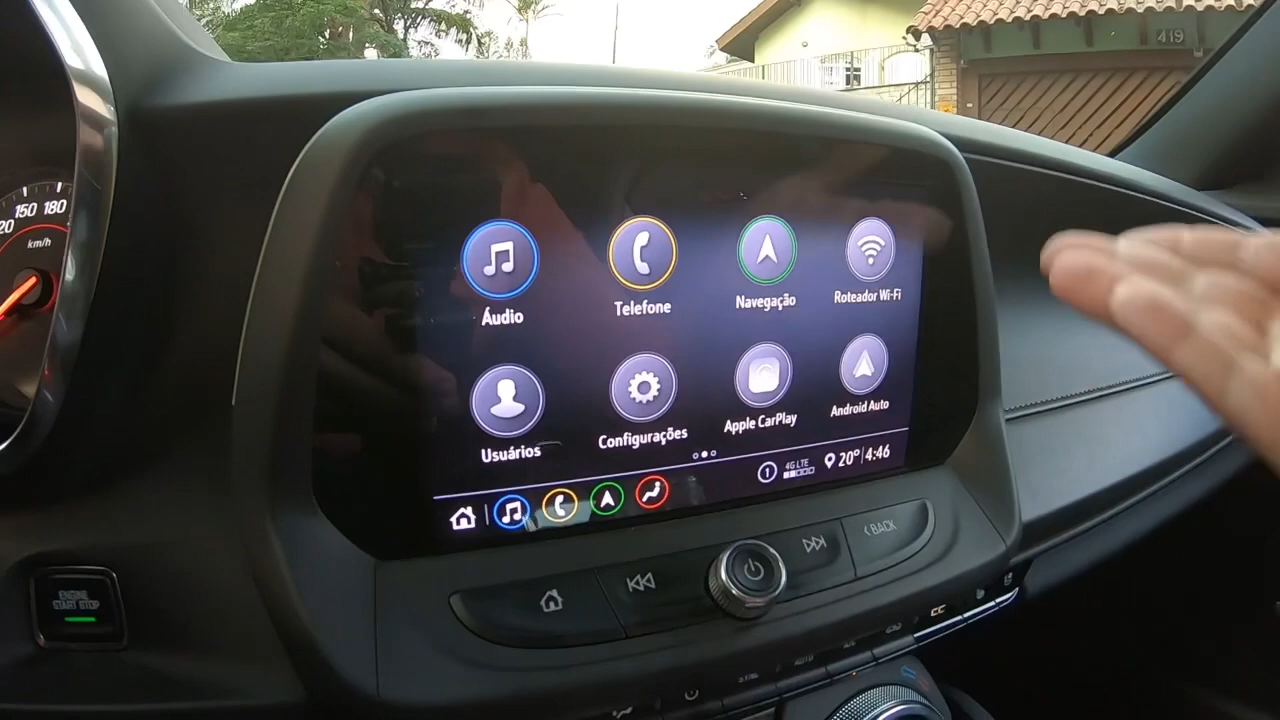 419
150 180
20
km/h
Áudio
Telefone
Navegação
Roteador Wi-Fi
Usuários
Configurações
Apple CarPlay
Android Auto
1
4G LTE
20° 4:46
BACK
ENGINE
START STOP
AUTO